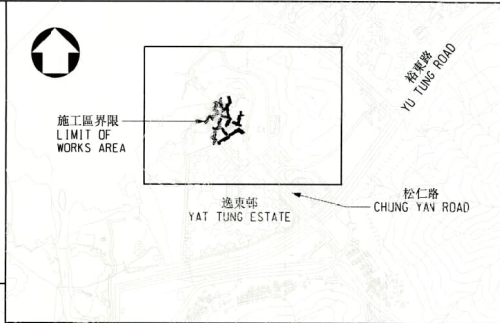 裕東路
YU TUNG ROAD
施工區界限
LIMIT OF
WORKS AREA
逸東邨
YAT TUNG ESTATE
松仁路
CHUNG YAN ROAD